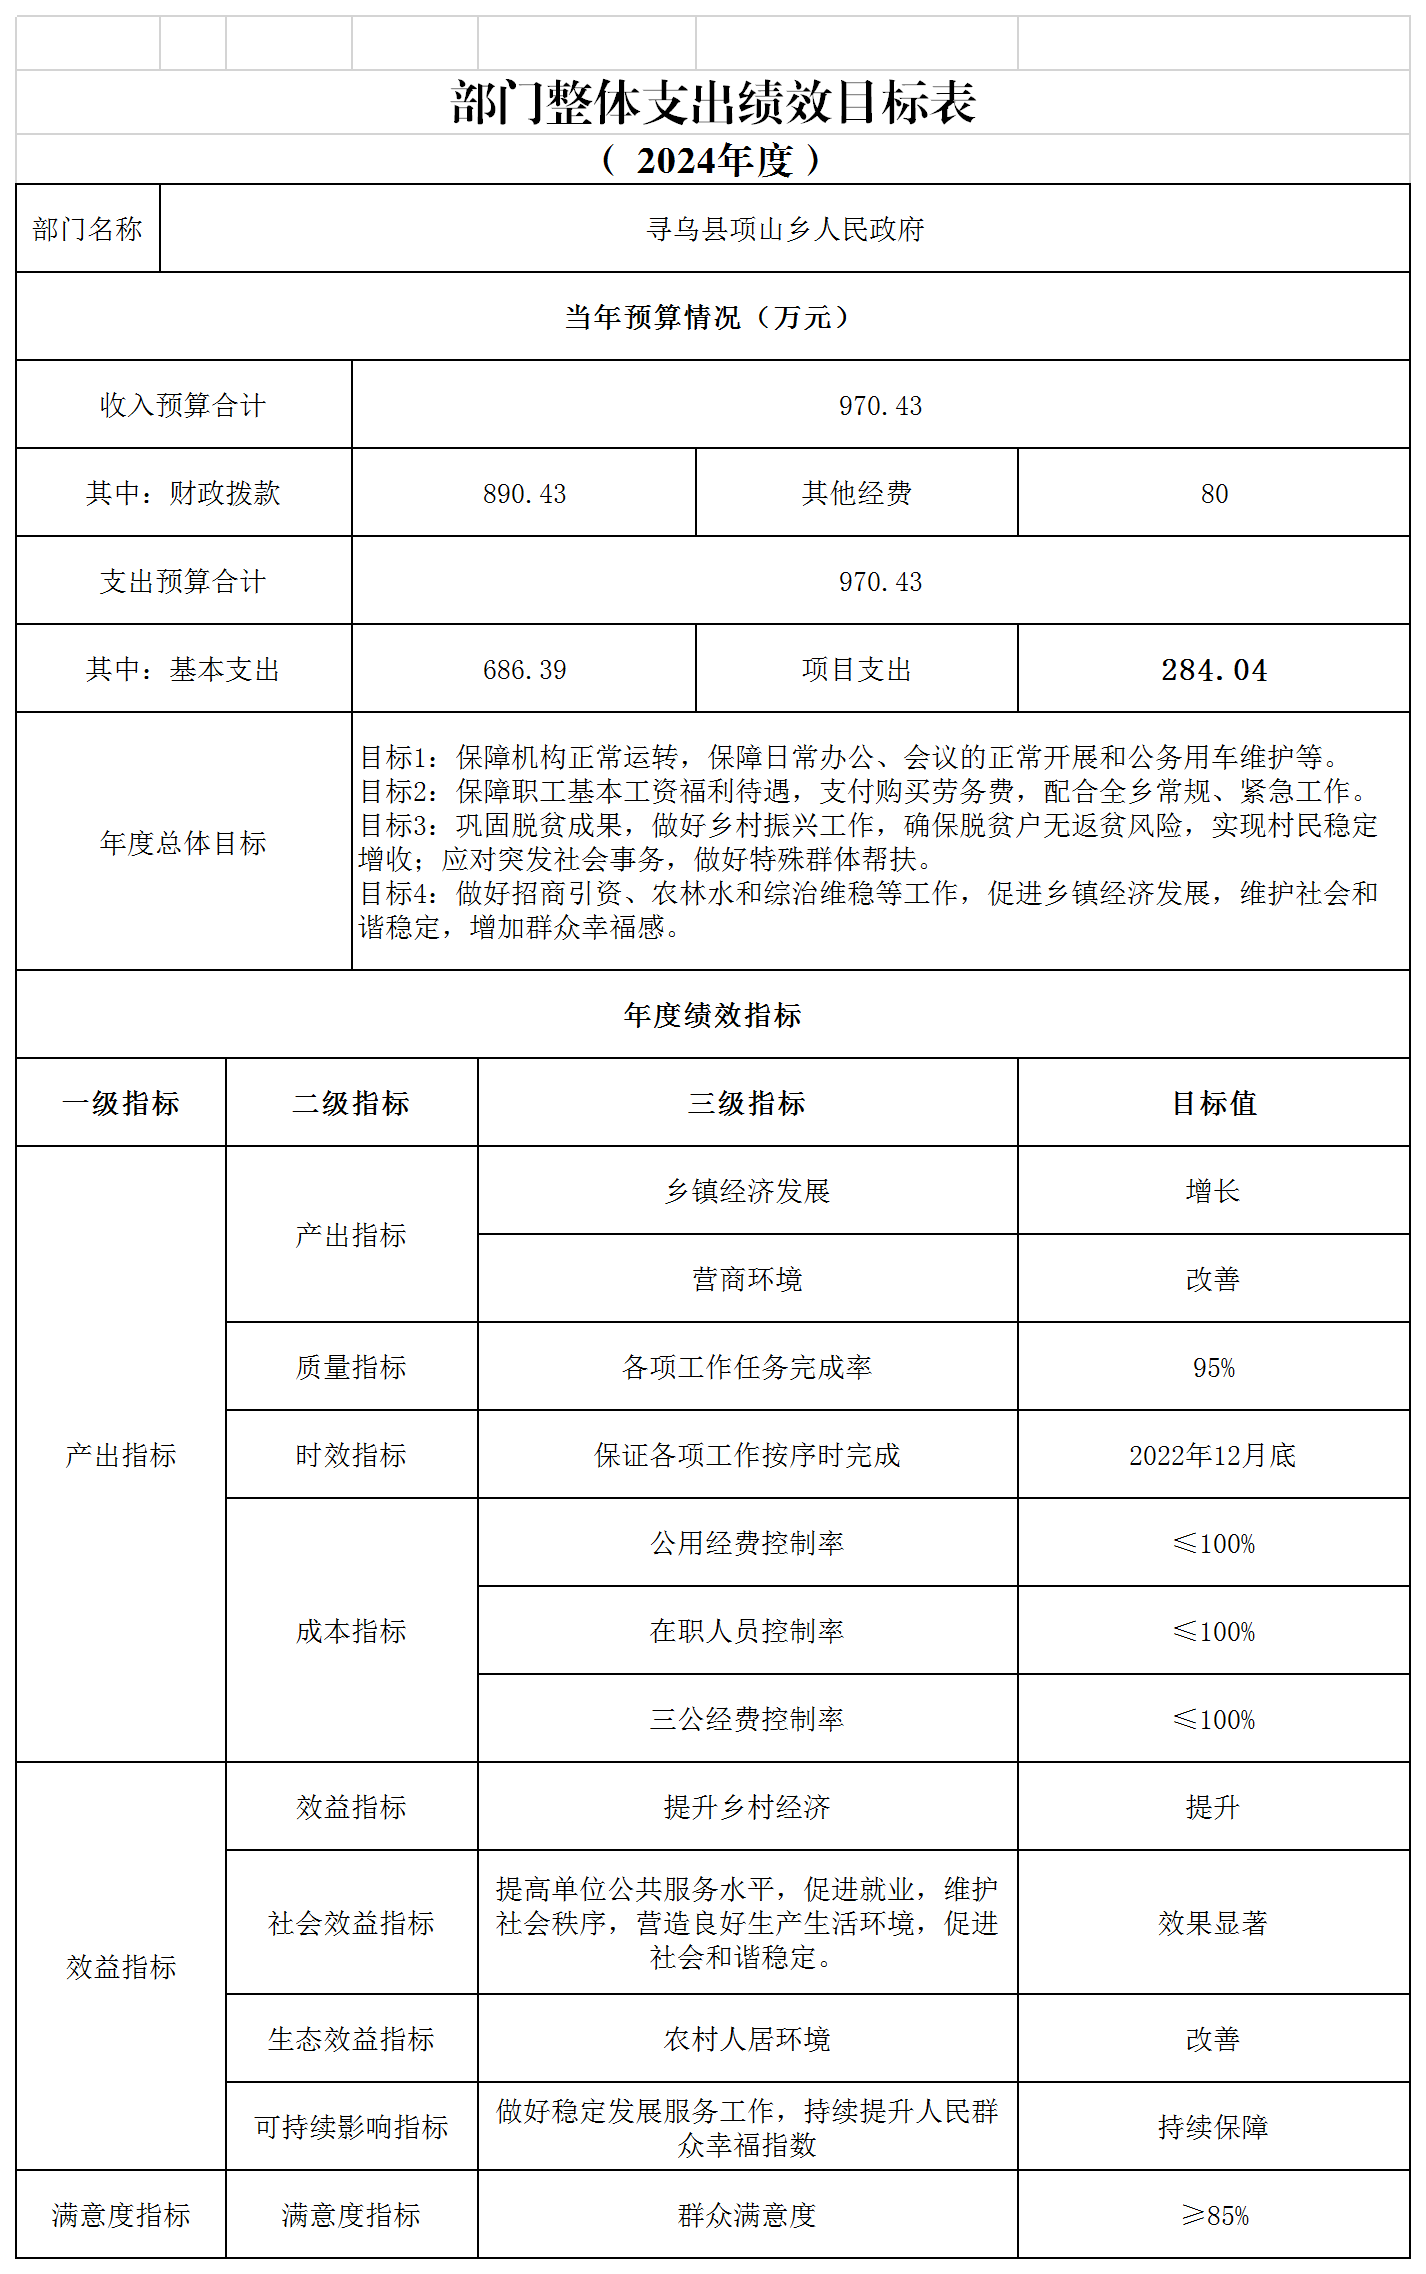 部门整体支出绩效目标表
（ 2024年度 ）
部门名称 寻乌县项山乡人民政府
当年预算情况（万元）
收入预算合计 970.43
其中：财政拨款 890.43 其他经费 80
支出预算合计 970.43
其中：基本支出 686.39 项目支出 284.04
年度总体目标
目标1：保障机构正常运转，保障日常办公、会议的正常开展和公务用车维护等。
目标2：保障职工基本工资福利待遇，支付购买劳务费，配合全乡常规、紧急工作。
目标3：巩固脱贫成果，做好乡村振兴工作，确保脱贫户无返贫风险，实现村民稳定
增收；应对突发社会事务，做好特殊群体帮扶。
目标4：做好招商引资、农林水和综治维稳等工作，促进乡镇经济发展，维护社会和
谐稳定，增加群众幸福感。
年度绩效指标
一级指标 二级指标 三级指标 目标值
产出指标 产出指标 乡镇经济发展 增长
营商环境 改善
质量指标 各项工作任务完成率 95%
时效指标 保证各项工作按序时完成 2022年12月底
成本指标 公用经费控制率 ≤100%
在职人员控制率 ≤100%
三公经费控制率 ≤100%
效益指标 效益指标 提升乡村经济 提升
社会效益指标
提高单位公共服务水平，促进就业，维护
社会秩序，营造良好生产生活环境，促进
社会和谐稳定。
效果显著
生态效益指标 农村人居环境 改善
可持续影响指标
做好稳定发展服务工作，持续提升人民群
众幸福指数
持续保障
满意度指标 满意度指标 群众满意度 ≥85%